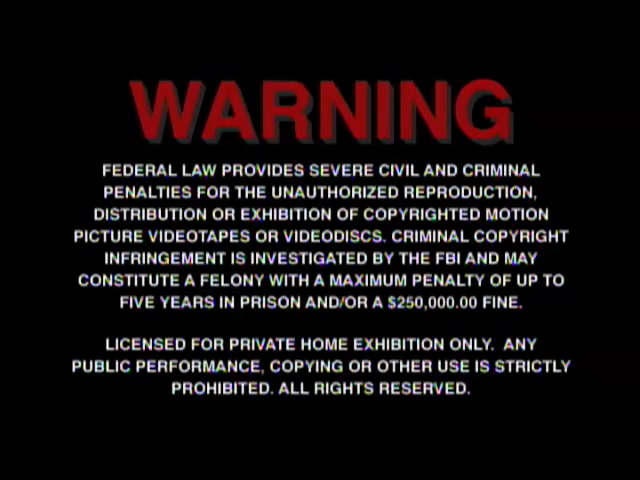 WARNING
FEDERAL LAW PROVIDES SEVERE CIVIL AND CRIMINAL
PENALTIES FOR THE UNAUTHORIZED REPRODUCTION,
DISTRIBUTION OR EXHIBITION OF COPYRIGHTED MOTION
PICTURE VIDEOTAPES OR VIDEODISCS. CRIMINAL COPYRIGHT
INFRINGEMENT IS INVESTIGATED BY THE FBI AND MAY
CONSTITUTE A FELONY WITH A MAXIMUM PENALTY OF UP TO
FIVE YEARS IN PRISON AND/OR A $250,000.00 FINE.
LICENSED FOR PRIVATE HOME EXHIBITION ONLY. ANY
PUBLIC PERFORMANCE, COPYING OR OTHER USE IS STRICTLY
PROHIBITED. ALL RIGHTS RESERVED.